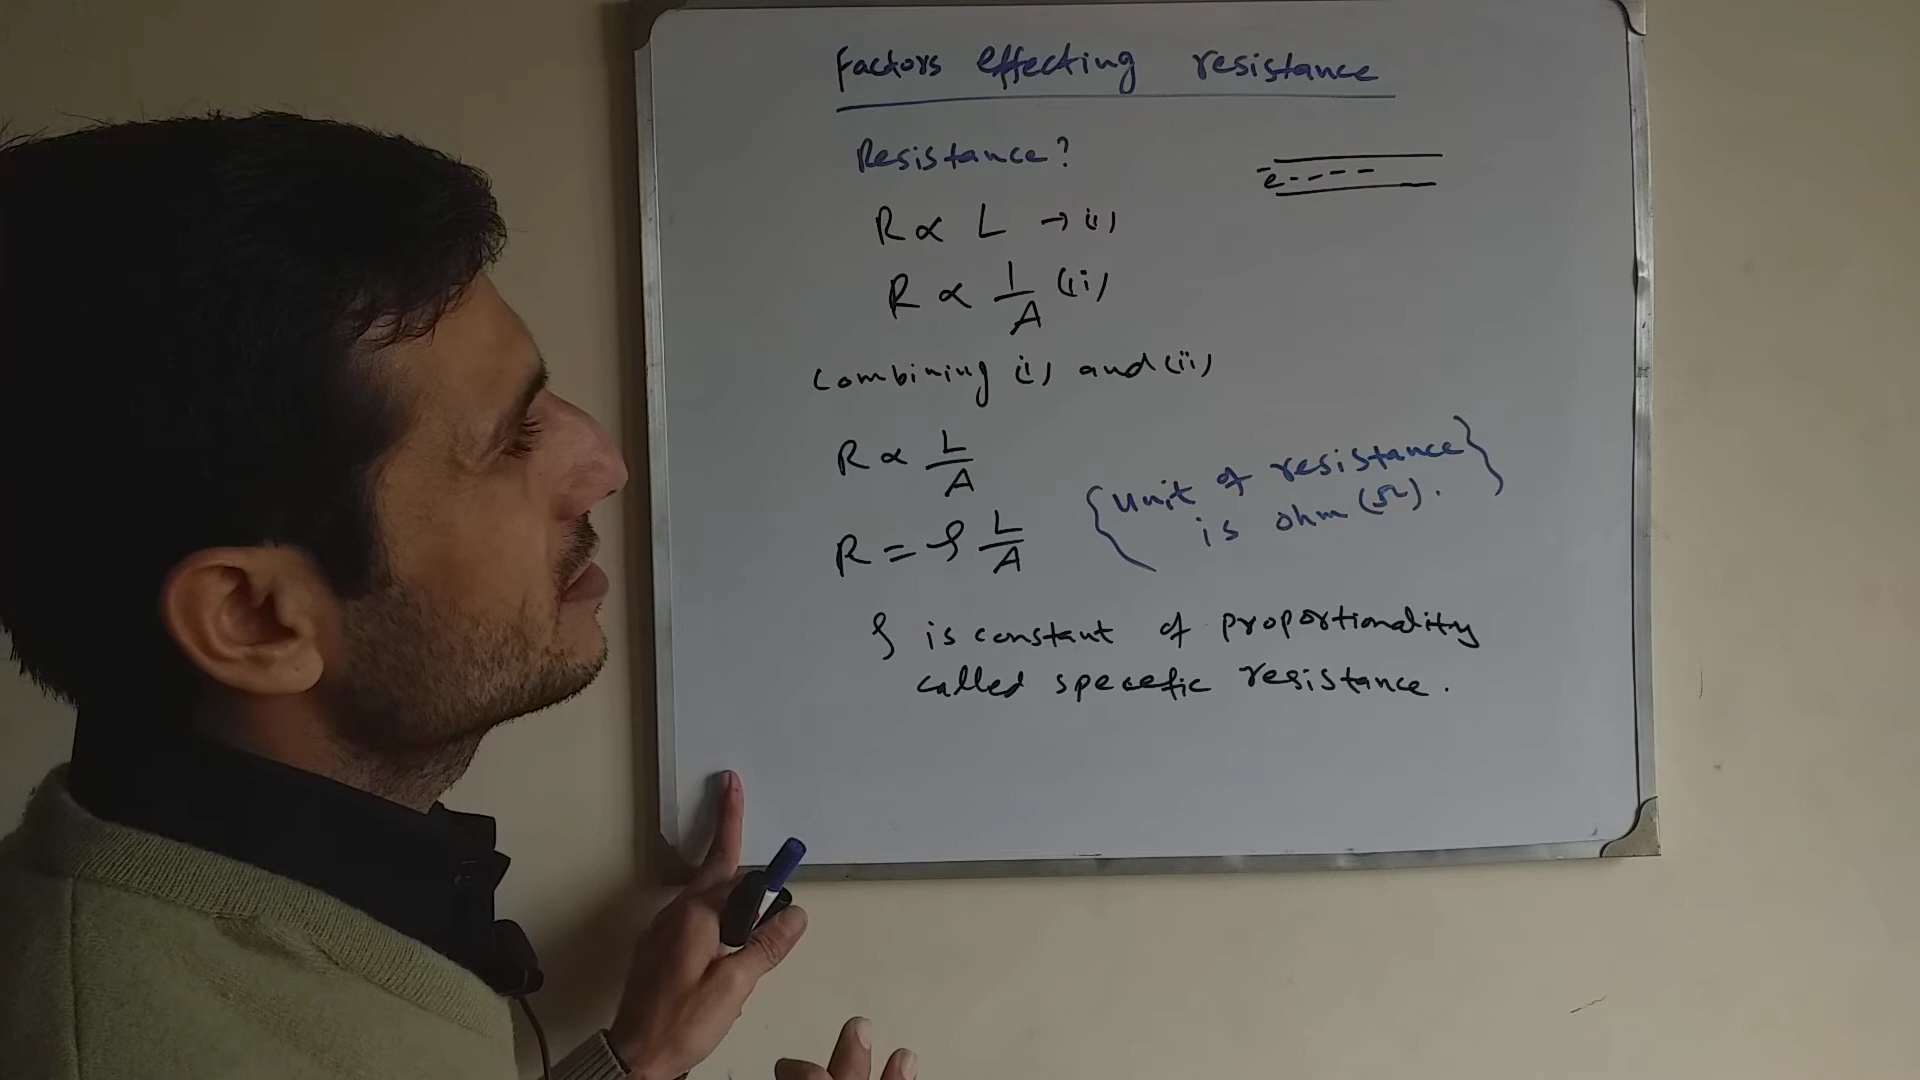 Factors effecting resistance
Resistance?
e⁻
R ∝ L → (i)
R ∝ 1/A (ii)
Combining (i) and (ii)
R ∝ L/A
R = ρ L/A
{unit of resistance
is ohm (Ω).}
ρ is constant of proportionality
called specefic resistance.